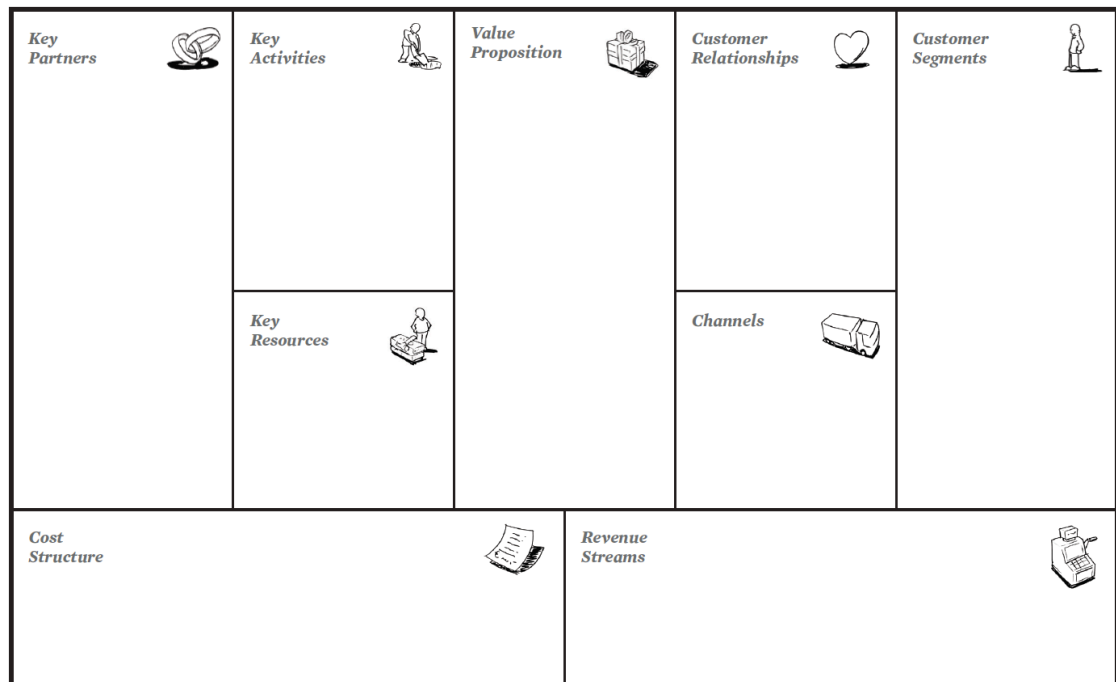 Key
Partners
Key
Activities
Value
Proposition
Customer
Relationships
Customer
Segments
Key
Resources
Channels
Cost
Structure
Revenue
Streams